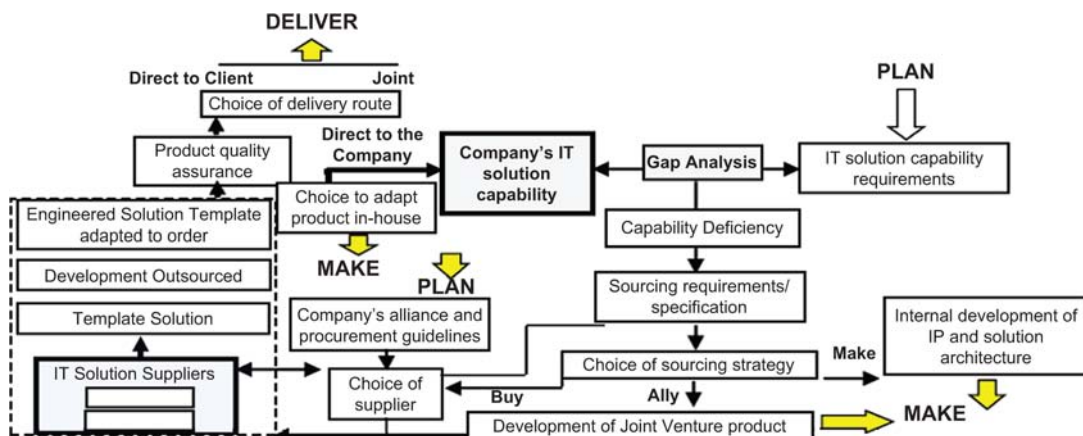 DELIVER
Direct to Client
Joint
Choice of delivery route
PLAN
Product quality
assurance
Direct to the
Company
Company's IT
solution
capability
Gap Analysis
IT solution capability
requirements
Engineered Solution Template
adapted to order
Choice to adapt
product in-house
Capability Deficiency
Development Outsourced
MAKE
PLAN
Sourcing requirements/
specification
Template Solution
Company's alliance and
procurement guidelines
Internal development of
IP and solution
architecture
IT Solution Suppliers
Choice of
supplier
Choice of sourcing strategy
Make
Buy
Ally
MAKE
Development of Joint Venture product